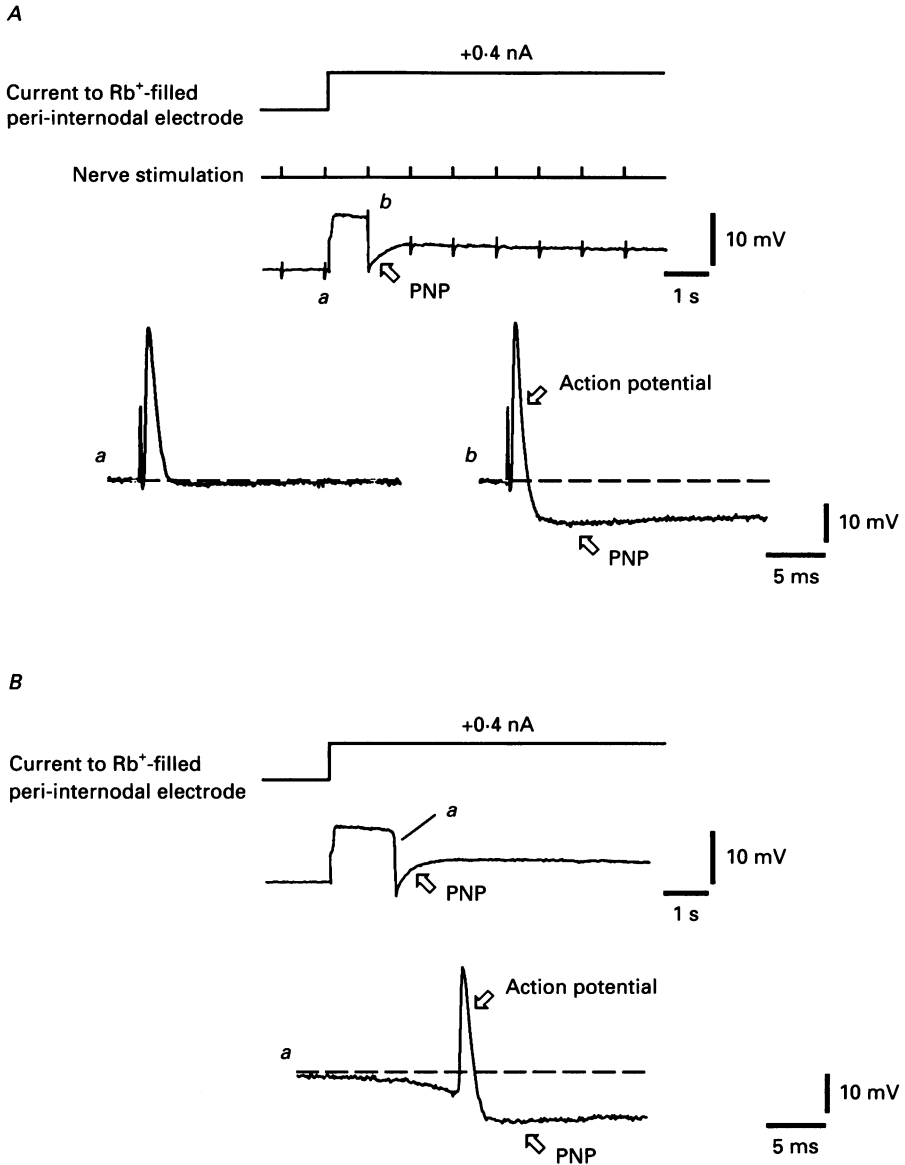 A
+0·4 nA
Current to Rb⁺-filled
peri-internodal electrode
Nerve stimulation
b
10 mV
a
PNP
1 s
Action potential
a
b
10 mV
PNP
5 ms
B
+0·4 nA
Current to Rb⁺-filled
peri-internodal electrode
a
10 mV
PNP
1 s
Action potential
a
10 mV
PNP
5 ms